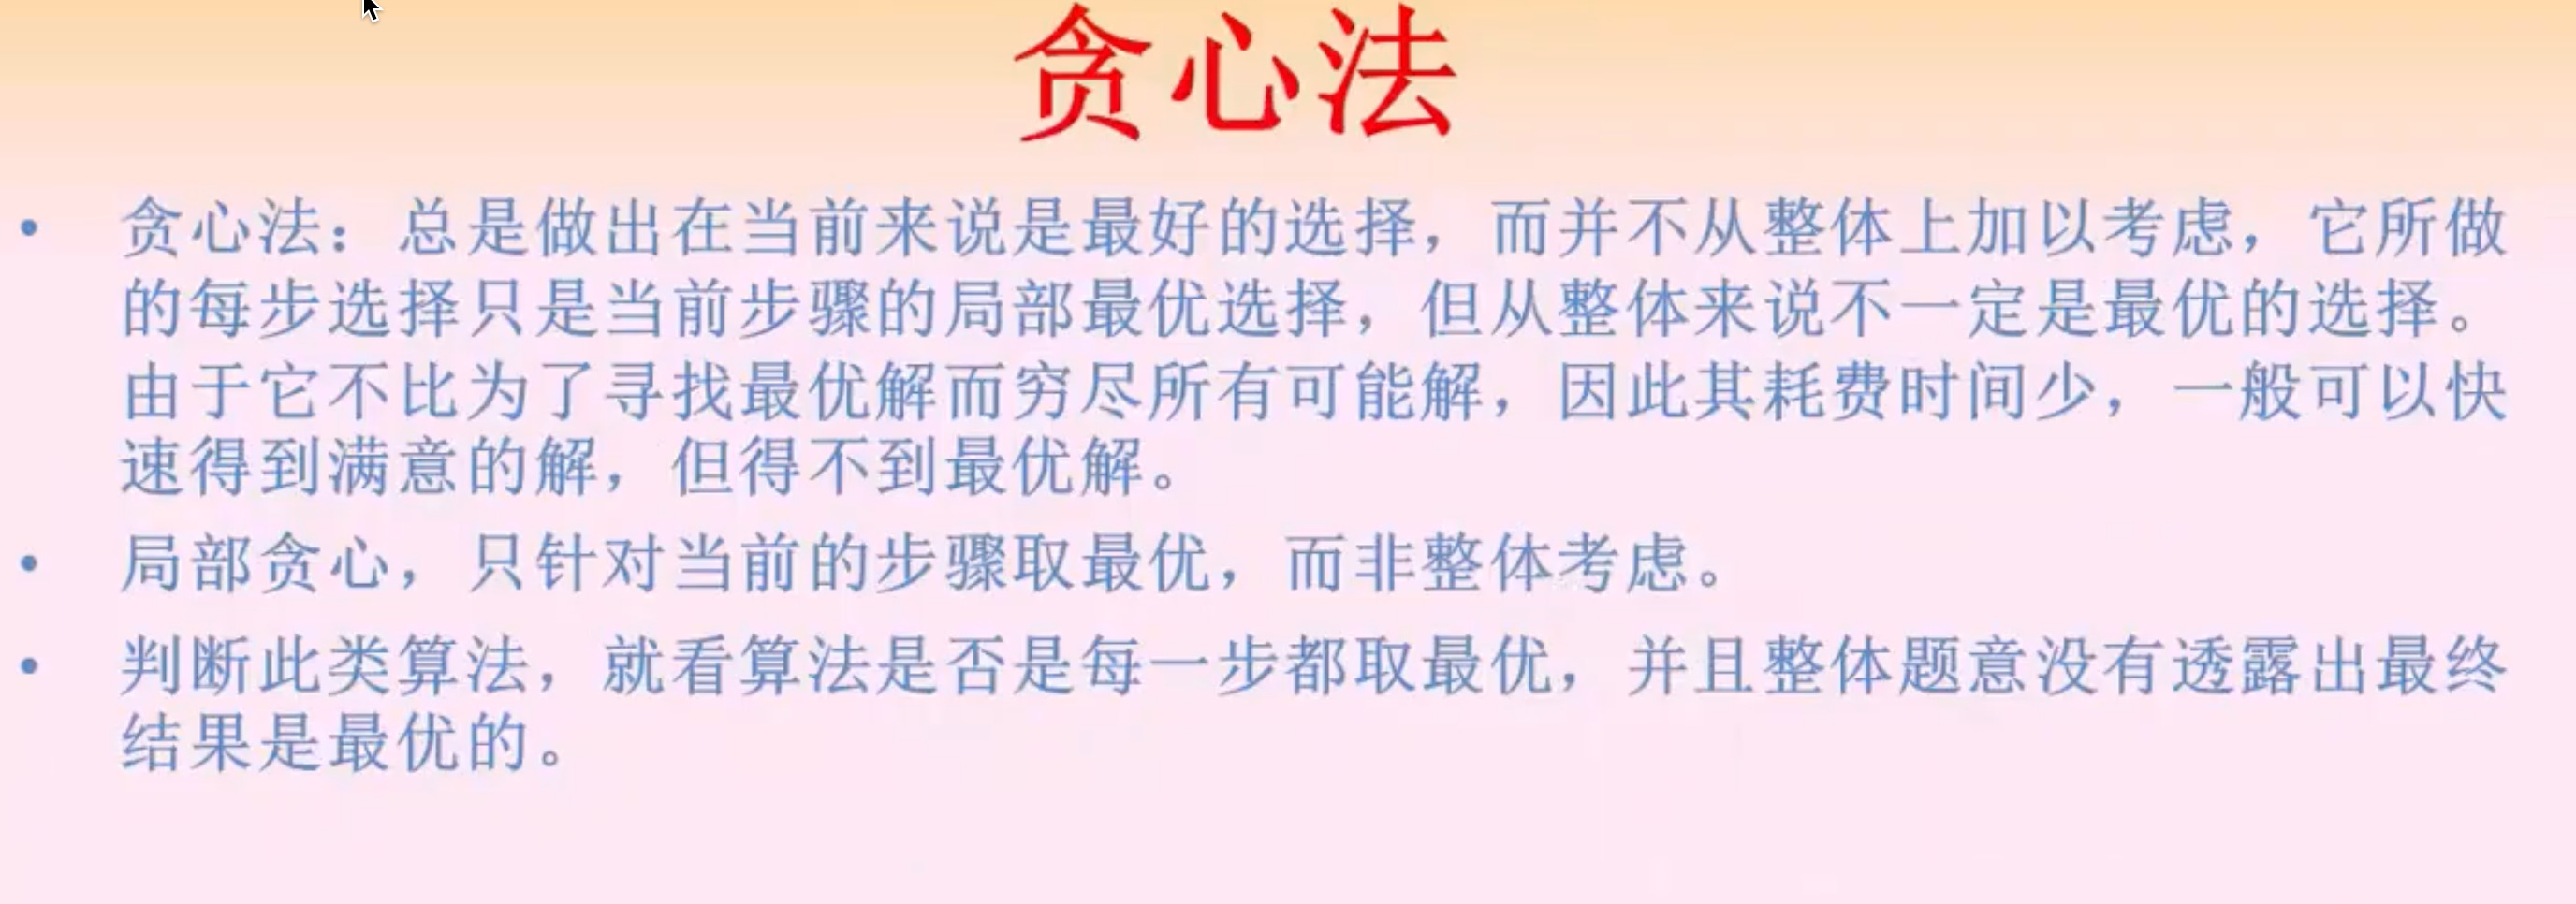 贪心法
• 贪心法：总是做出在当前来说是最好的选择，而并不从整体上加以考虑，它所做
的每步选择只是当前步骤的局部最优选择，但从整体来说不一定是最优的选择。
由于它不比为了寻找最优解而穷尽所有可能解，因此其耗费时间少，一般可以快
速得到满意的解，但得不到最优解。
• 局部贪心，只针对当前的步骤取最优，而非整体考虑。
• 判断此类算法，就看算法是否是每一步都取最优，并且整体题意没有透露出最终
结果是最优的。